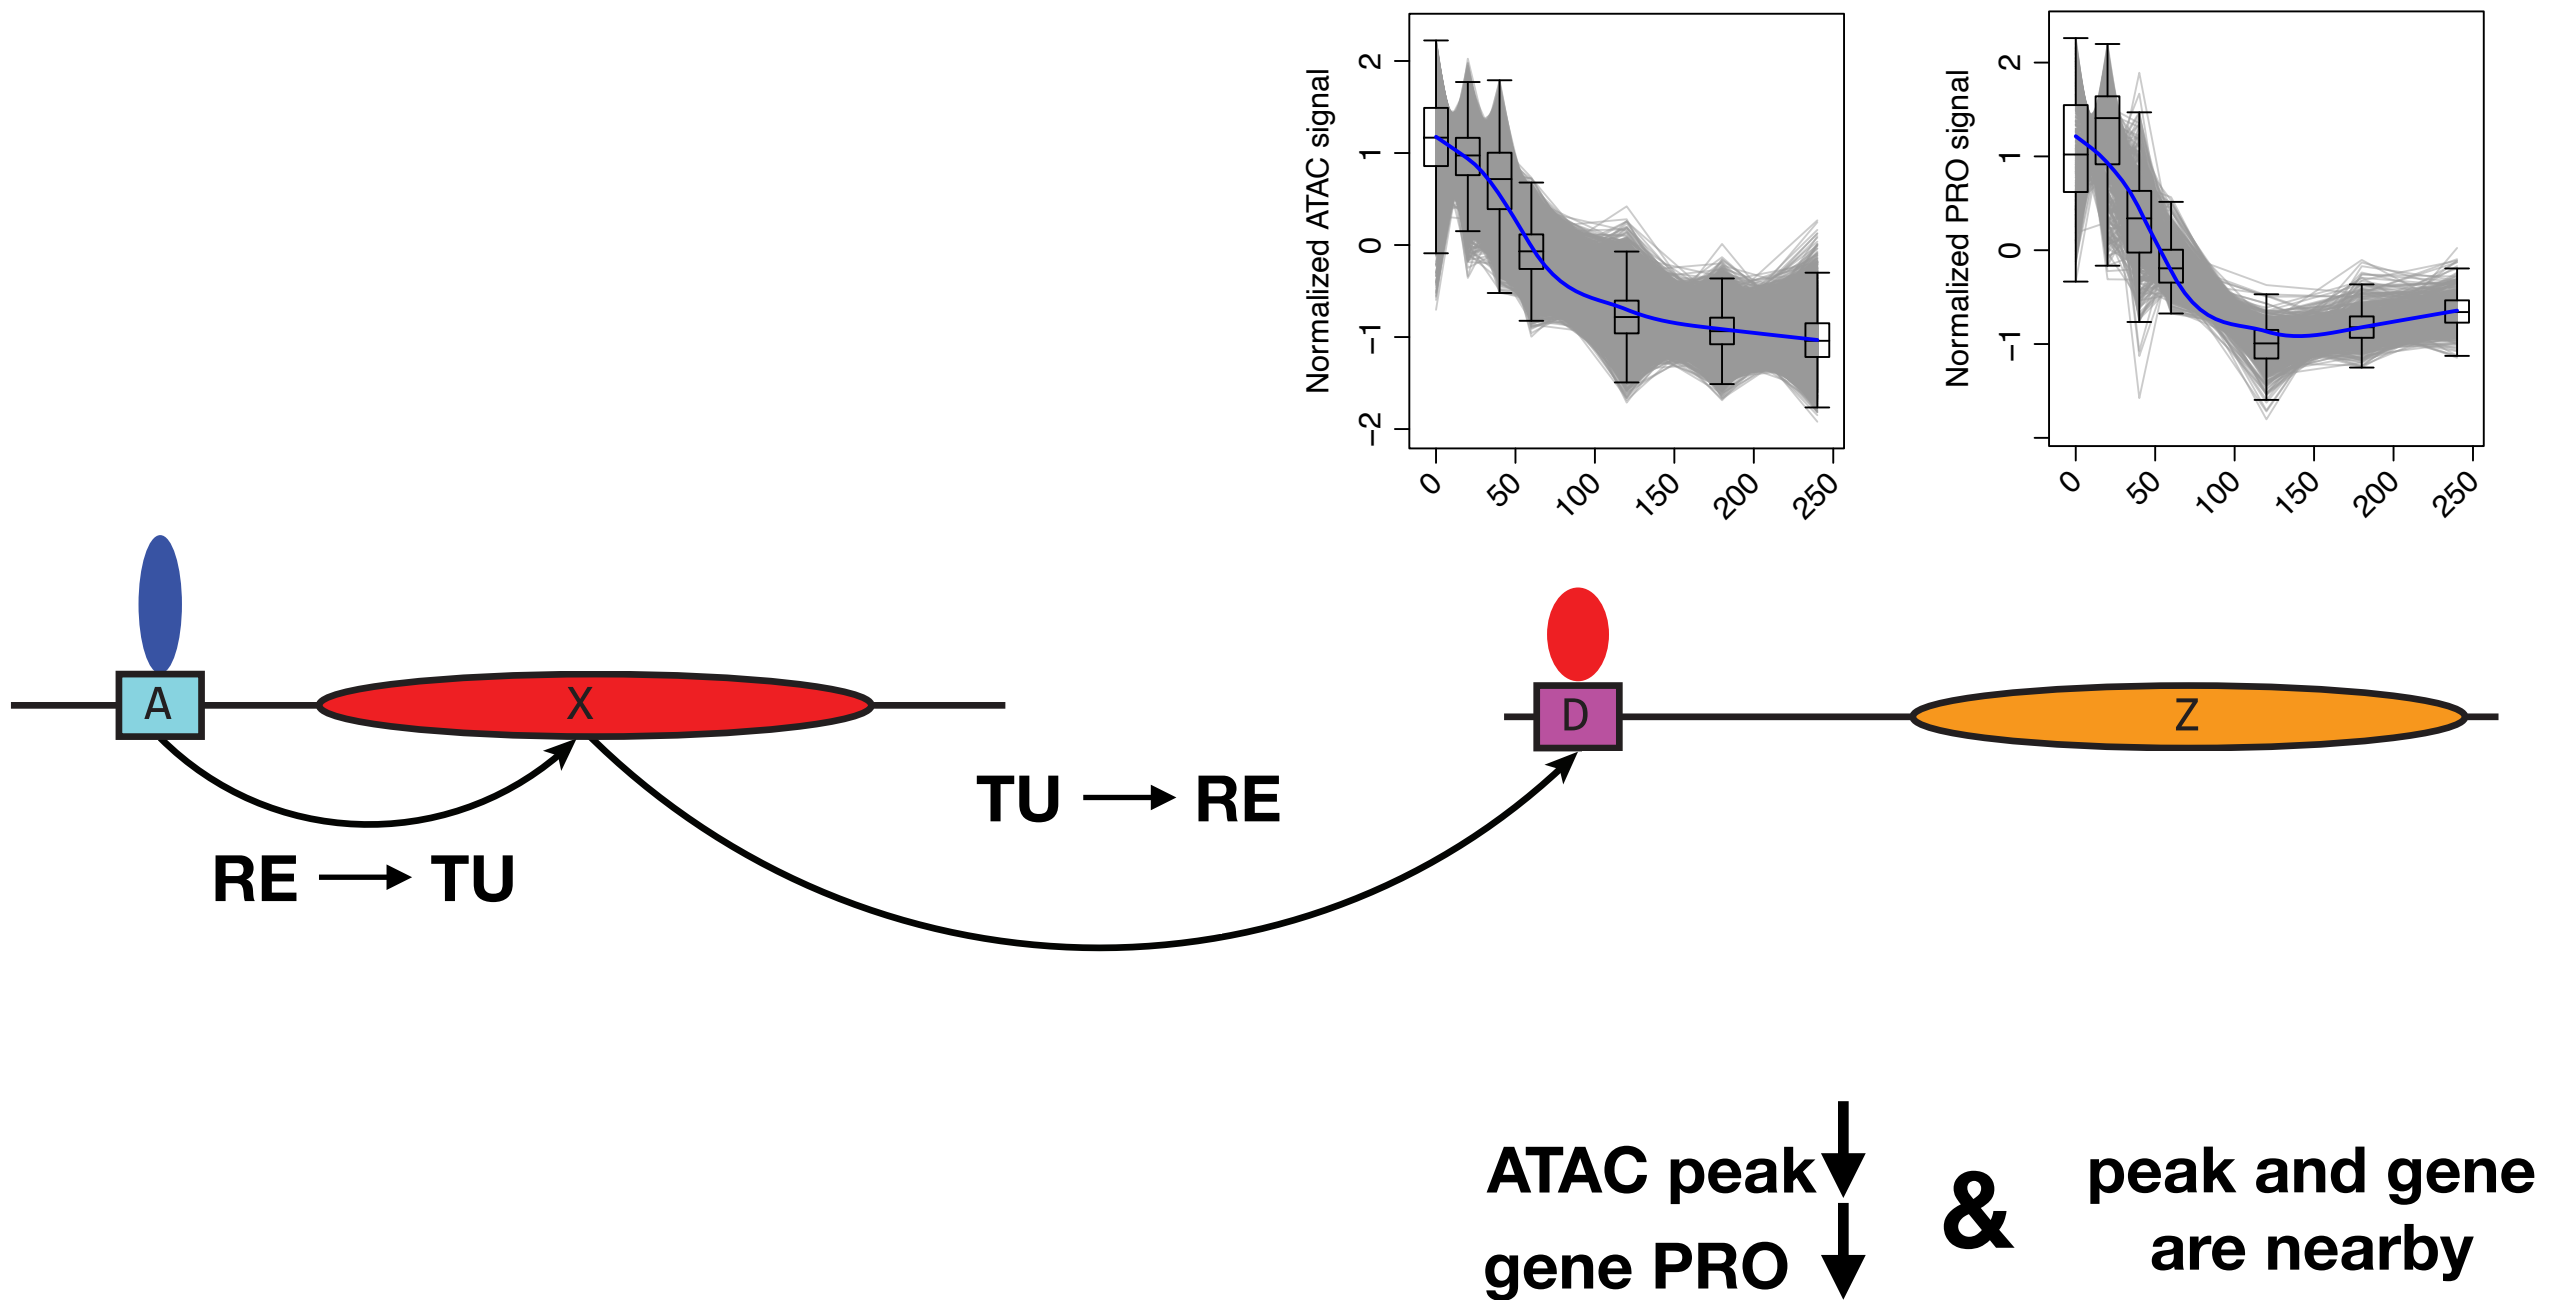 Normalized ATAC signal
2
1
0
−1
−2
0
50
100
150
200
250
Normalized PRO signal
2
1
0
−1
0
50
100
150
200
250
A
X
D
Z
TU → RE
RE → TU
ATAC peak ↓
gene PRO ↓
&
peak and gene
are nearby